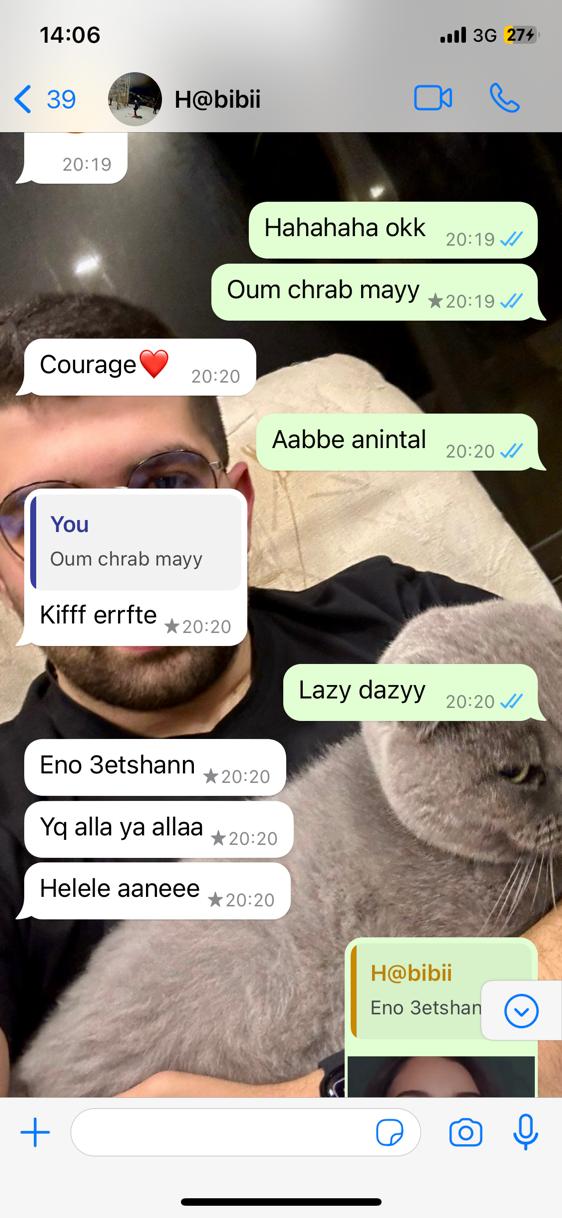 14:06
3G 27
39 H@bibii
20:19
Hahahaha okk 20:19
Oum chrab mayy 20:19
Courage❤️ 20:20
Aabbe anintal 20:20
You
Oum chrab mayy
Kifff errfte 20:20
Lazy dazyy 20:20
Eno 3etshann 20:20
Yq alla ya allaa 20:20
Helele aaneee 20:20
H@bibii
Eno 3etshan